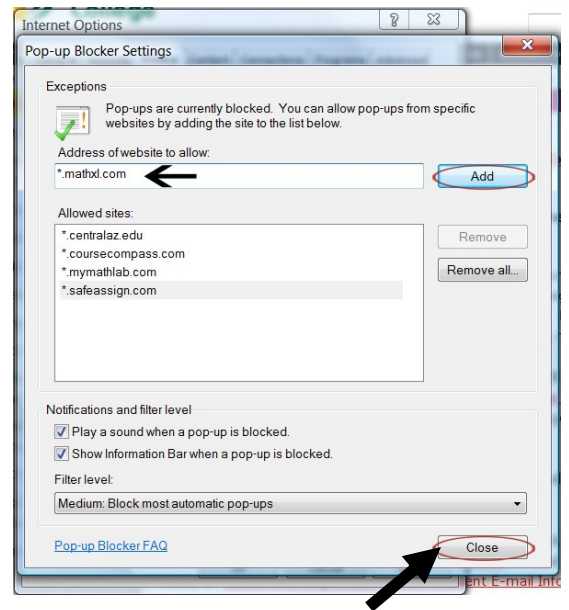 College
Internet Options
Pop-up Blocker Settings
Exceptions
Pop-ups are currently blocked. You can allow pop-ups from specific
websites by adding the site to the list below.
Address of website to allow:
*.mathxl.com
Add
Allowed sites:
*.centralaz.edu
*.coursecompass.com
*.mymathlab.com
*.safeassign.com
Remove
Remove all...
Notifications and filter level
Play a sound when a pop-up is blocked.
Show Information Bar when a pop-up is blocked.
Filter level:
Medium: Block most automatic pop-ups
Pop-up Blocker FAQ
Close
ent E-mail Info